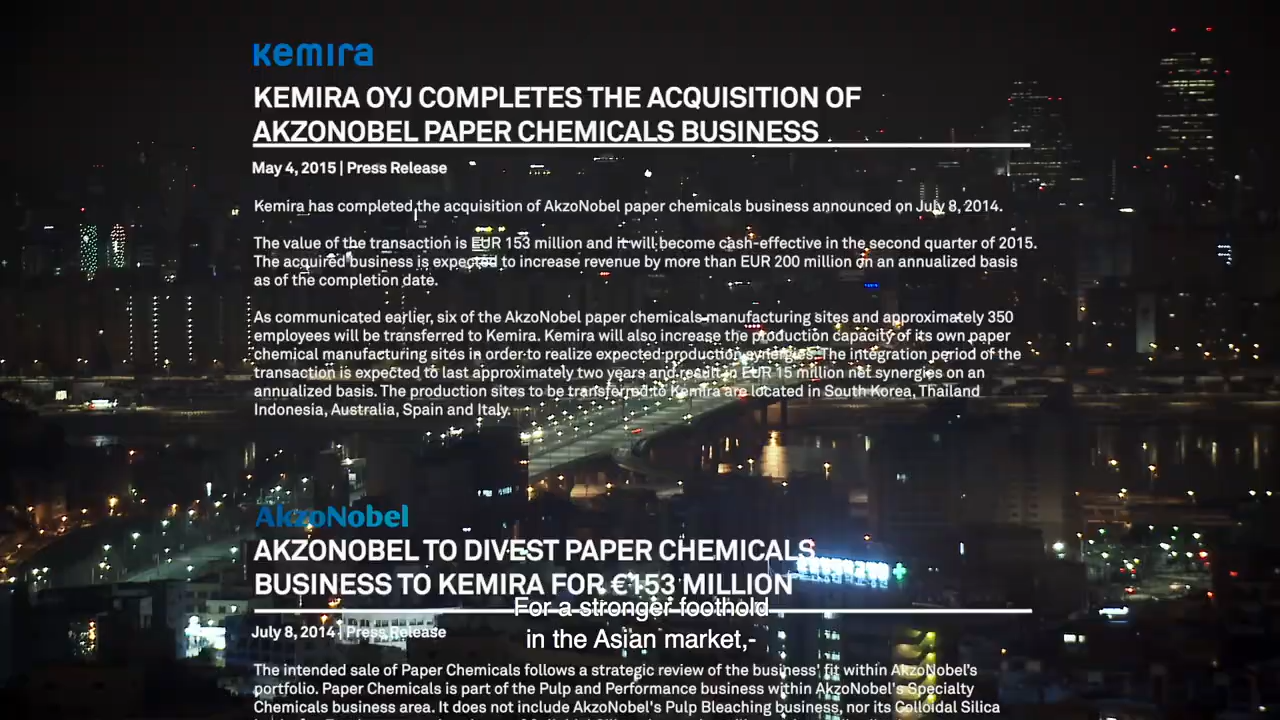 kemira
KEMIRA OYJ COMPLETES THE ACQUISITION OF
AKZONOBEL PAPER CHEMICALS BUSINESS
May 4, 2015 | Press Release
Kemira has completed the acquisition of AkzoNobel paper chemicals business announced on July 8, 2014.
The value of the transaction is EUR 153 million and it will become cash-effective in the second quarter of 2015.
The acquired business is expected to increase revenue by more than EUR 200 million on an annualized basis
as of the completion date.
As communicated earlier, six of the AkzoNobel paper chemicals manufacturing sites and approximately 350
employees will be transferred to Kemira. Kemira will also increase the production capacity of its own paper
chemical manufacturing sites in order to realize expected production synergies. The integration period of the
transaction is expected to last approximately two years and result in EUR 15 million net synergies on an
annualized basis. The production sites to be transferred to Kemira are located in South Korea, Thailand
Indonesia, Australia, Spain and Italy.
AkzoNobel
AKZONOBEL TO DIVEST PAPER CHEMICALS
BUSINESS TO KEMIRA FOR €153 MILLION
For a stronger foothold
in the Asian market,-
July 8, 2014 | Press Release
The intended sale of Paper Chemicals follows a strategic review of the business' fit within AkzoNobel's
portfolio. Paper Chemicals is part of the Pulp and Performance business within AkzoNobel's Specialty
Chemicals business area. It does not include AkzoNobel's Pulp Bleaching business, nor its Colloidal Silica